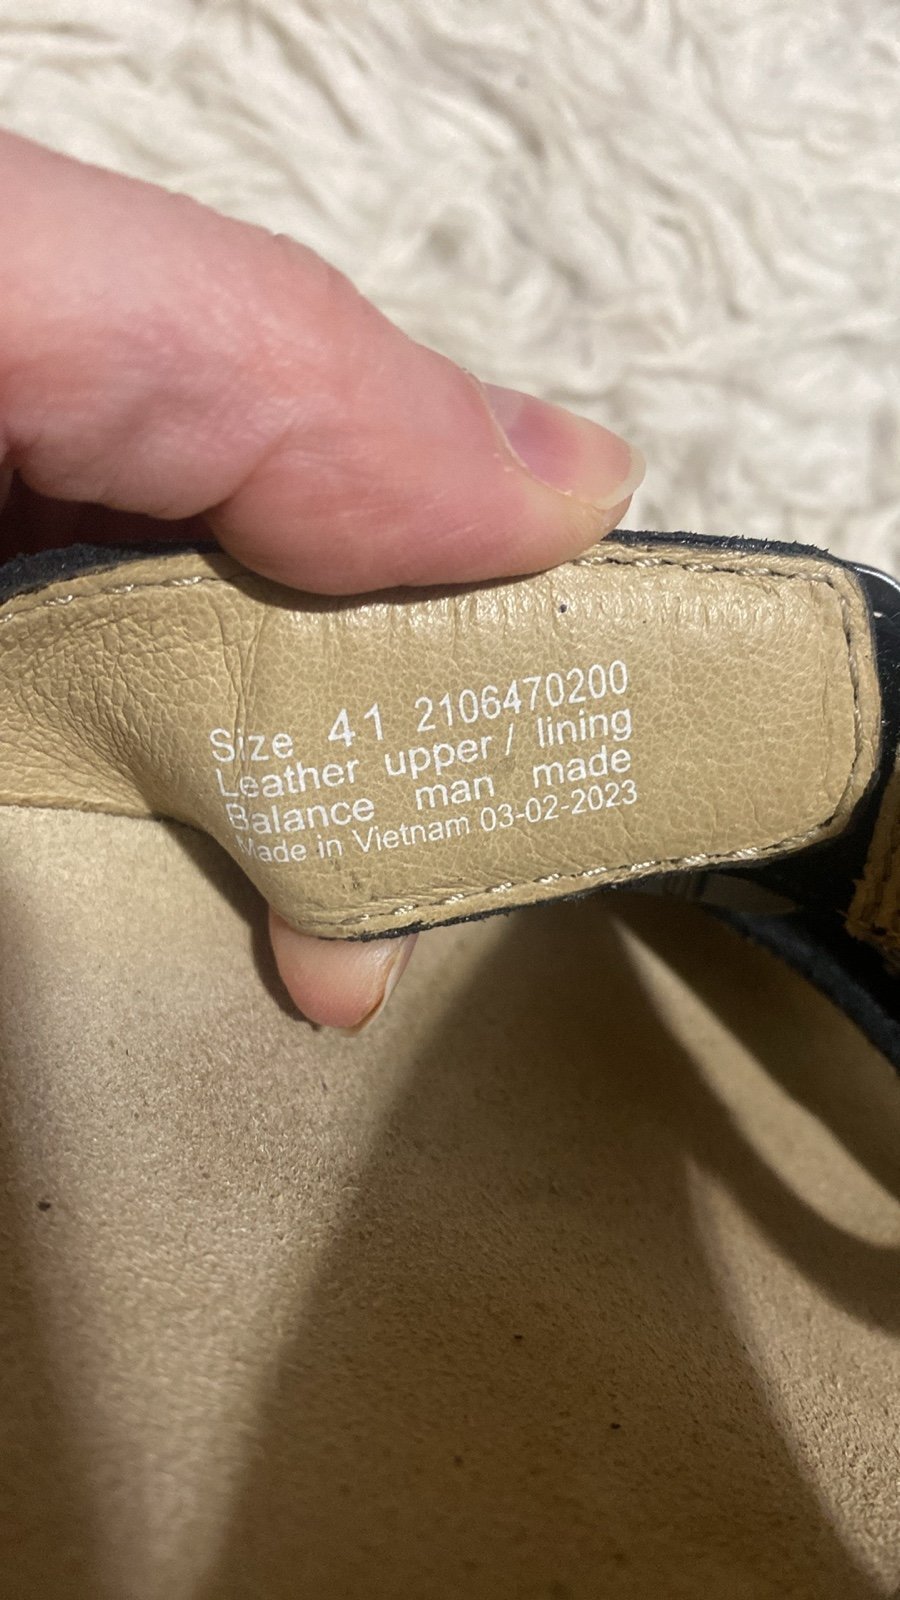 Size 41 2106470200
Leather upper / lining
Balance man made
Made in Vietnam 03-02-2023